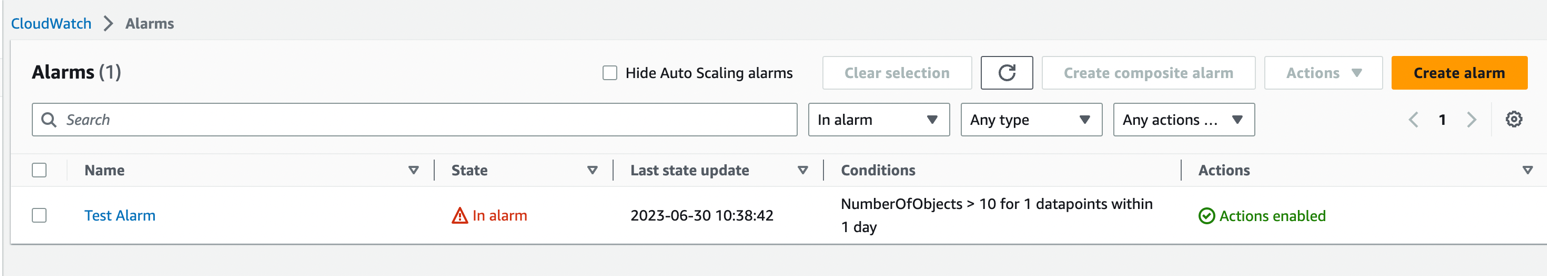 CloudWatch > Alarms
Alarms (1)
Hide Auto Scaling alarms
Clear selection
Create composite alarm
Actions
Create alarm
Search
In alarm
Any type
Any actions ...
1
Name
State
Last state update
Conditions
Actions
Test Alarm
In alarm
2023-06-30 10:38:42
NumberOfObjects > 10 for 1 datapoints within
1 day
Actions enabled